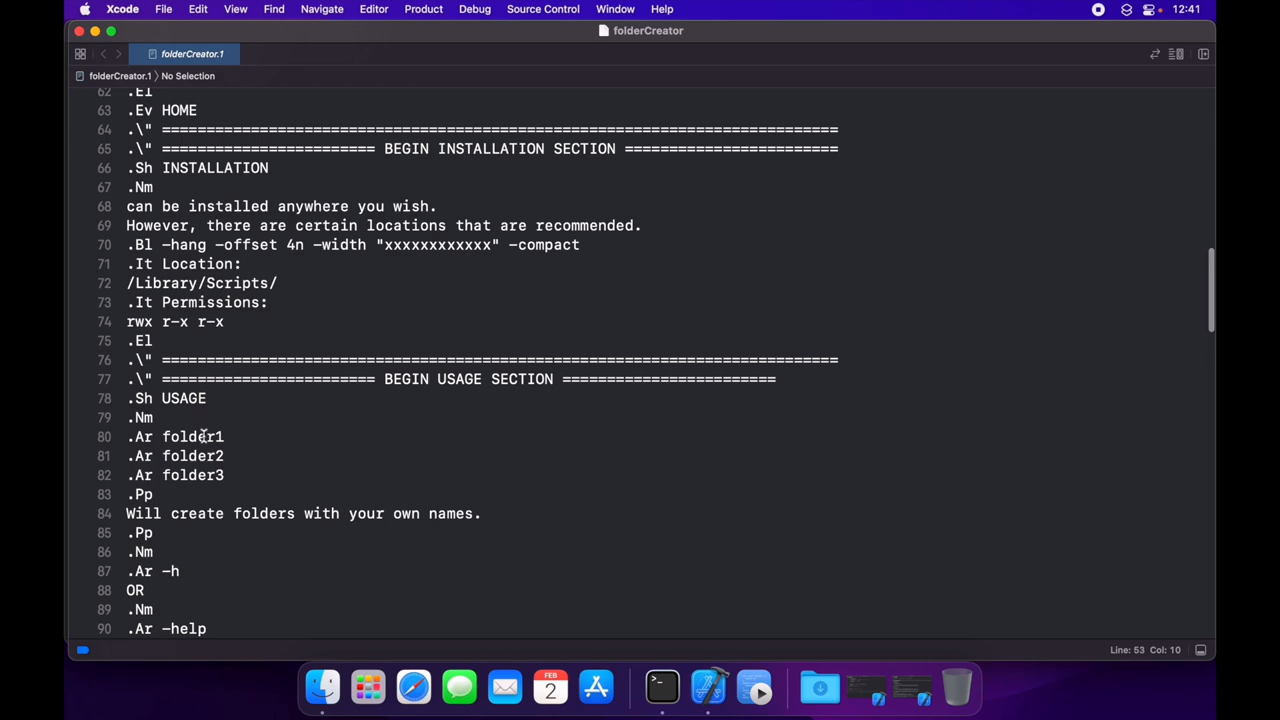 Xcode File Edit View Find Navigate Editor Product Debug Source Control Window Help 12:41
folderCreator
folderCreator.1
folderCreator.1 〉 No Selection
62 .El
63 .Ev HOME
64 .\" ============================================================================
65 .\" ======================== BEGIN INSTALLATION SECTION ========================
66 .Sh INSTALLATION
67 .Nm
68 can be installed anywhere you wish.
69 However, there are certain locations that are recommended.
70 .Bl -hang -offset 4n -width "xxxxxxxxxxxx" -compact
71 .It Location:
72 /Library/Scripts/
73 .It Permissions:
74 rwx r-x r-x
75 .El
76 .\" ============================================================================
77 .\" ======================== BEGIN USAGE SECTION ========================
78 .Sh USAGE
79 .Nm
80 .Ar folder1
81 .Ar folder2
82 .Ar folder3
83 .Pp
84 Will create folders with your own names.
85 .Pp
86 .Nm
87 .Ar -h
88 OR
89 .Nm
90 .Ar -help
Line: 53 Col: 10
FEB
2